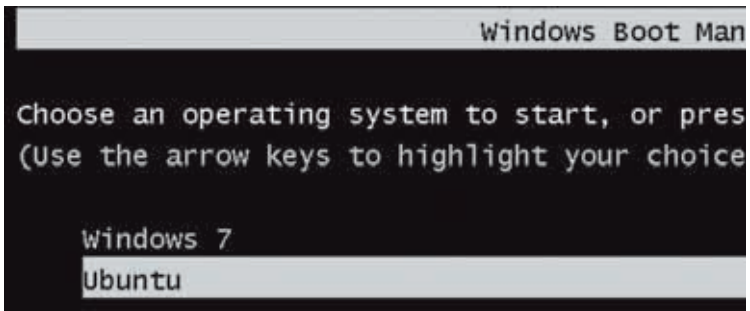 Windows Boot Man
Choose an operating system to start, or pres
(Use the arrow keys to highlight your choice
Windows 7
Ubuntu